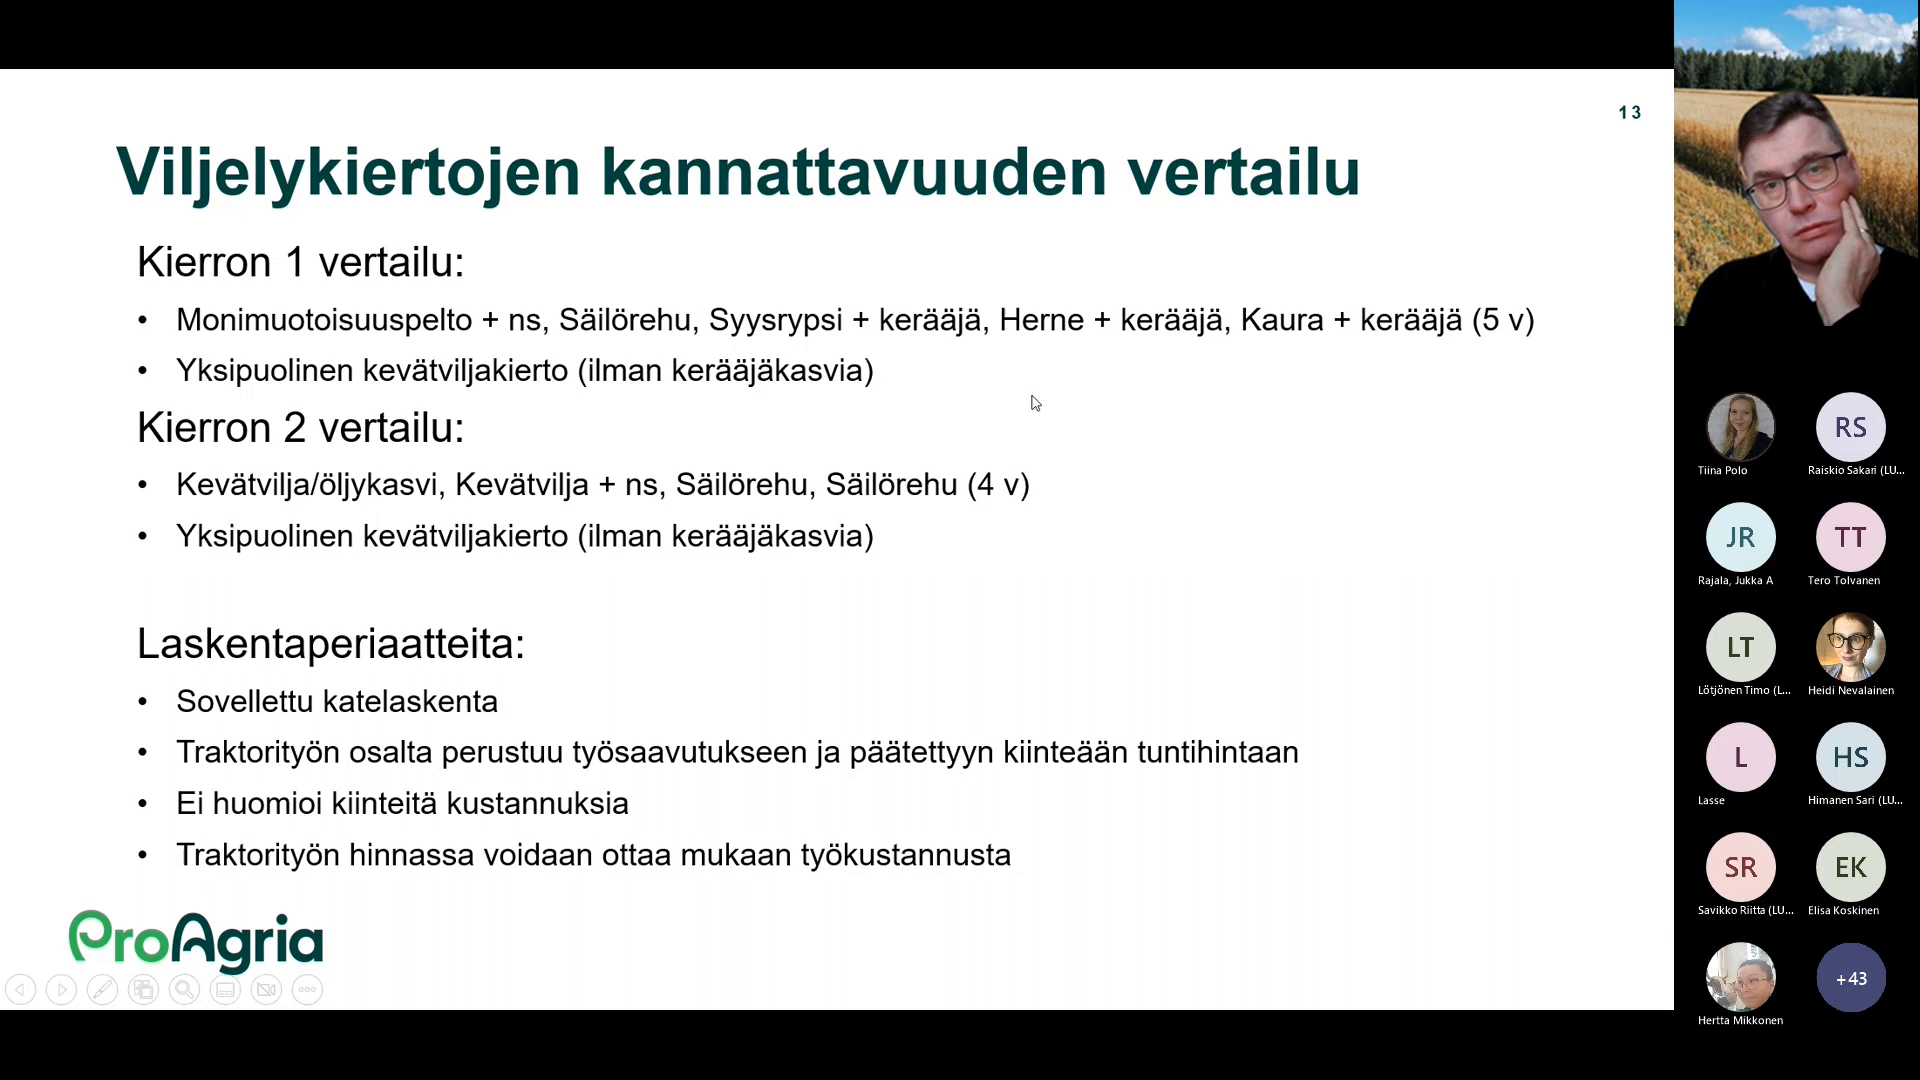 13
Viljelykiertojen kannattavuuden vertailu
Kierron 1 vertailu:
• Monimuotoisuuspelto + ns, Säilörehu, Syysrypsi + kerääjä, Herne + kerääjä, Kaura + kerääjä (5 v)
• Yksipuolinen kevätviljakierto (ilman kerääjäkasvia)
Kierron 2 vertailu:
• Kevätvilja/öljykasvi, Kevätvilja + ns, Säilörehu, Säilörehu (4 v)
• Yksipuolinen kevätviljakierto (ilman kerääjäkasvia)
Laskentaperiaatteita:
• Sovellettu katelaskenta
• Traktorityön osalta perustuu työsaavutukseen ja päätettyyn kiinteään tuntihintaan
• Ei huomioi kiinteitä kustannuksia
• Traktorityön hinnassa voidaan ottaa mukaan työkustannusta
ProAgria
RS
Tiina Polo
Raiskio Sakari (LU...
JR
TT
Rajala, Jukka A
Tero Tolvanen
LT
Lötjönen Timo (L...
Heidi Nevalainen
L
HS
Lasse
Himanen Sari (LU...
SR
EK
Savikko Riitta (LU...
Elisa Koskinen
+43
Hertta Mikkonen